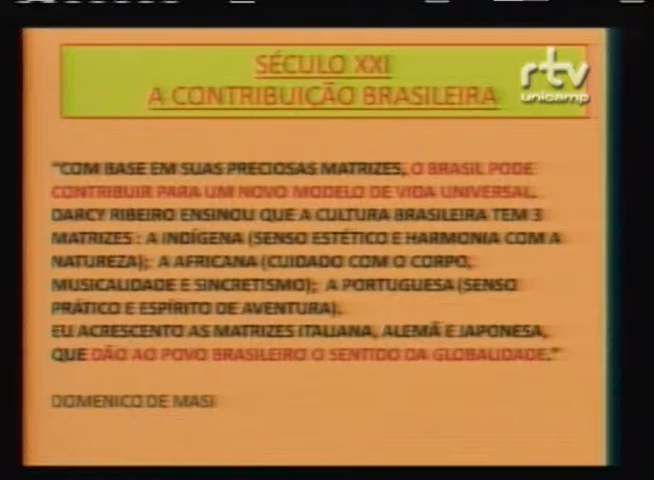 SÉCULO XXI
A CONTRIBUIÇÃO BRASILEIRA
rtv
unicamp
"COM BASE EM SUAS PRECIOSAS MATRIZES, O BRASIL PODE
CONTRIBUIR PARA UM NOVO MODELO DE VIDA UNIVERSAL.
DARCY RIBEIRO ENSINOU QUE A CULTURA BRASILEIRA TEM 3
MATRIZES : A INDÍGENA (SENSO ESTÉTICO E HARMONIA COM A
NATUREZA); A AFRICANA (CUIDADO COM O CORPO,
MUSICALIDADE E SINCRETISMO); A PORTUGUESA (SENSO
PRÁTICO E ESPÍRITO DE AVENTURA).
EU ACRESCENTO AS MATRIZES ITALIANA, ALEMÃ E JAPONESA,
QUE DÃO AO POVO BRASILEIRO O SENTIDO DA GLOBALIDADE."
DOMENICO DE MASI